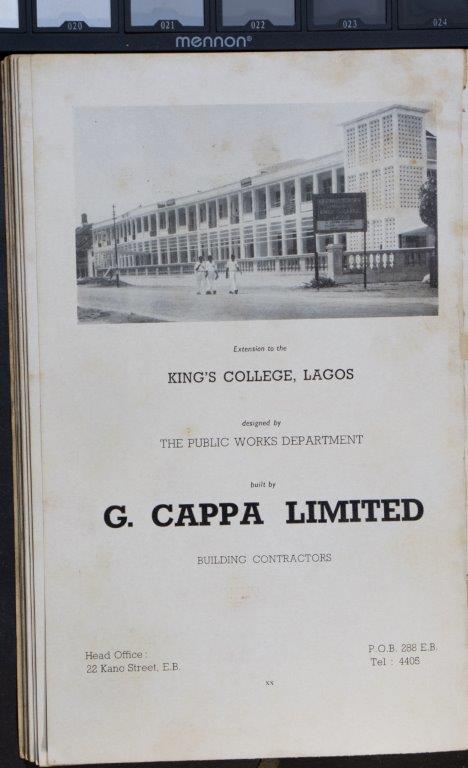 020 021 022 023 024
mennon®
Extension to the
KING'S COLLEGE, LAGOS
designed by
THE PUBLIC WORKS DEPARTMENT
built by
G. CAPPA LIMITED
BUILDING CONTRACTORS
Head Office :
22 Kano Street, E.B.
P.O.B. 288 E.B.
Tel : 4405
xx